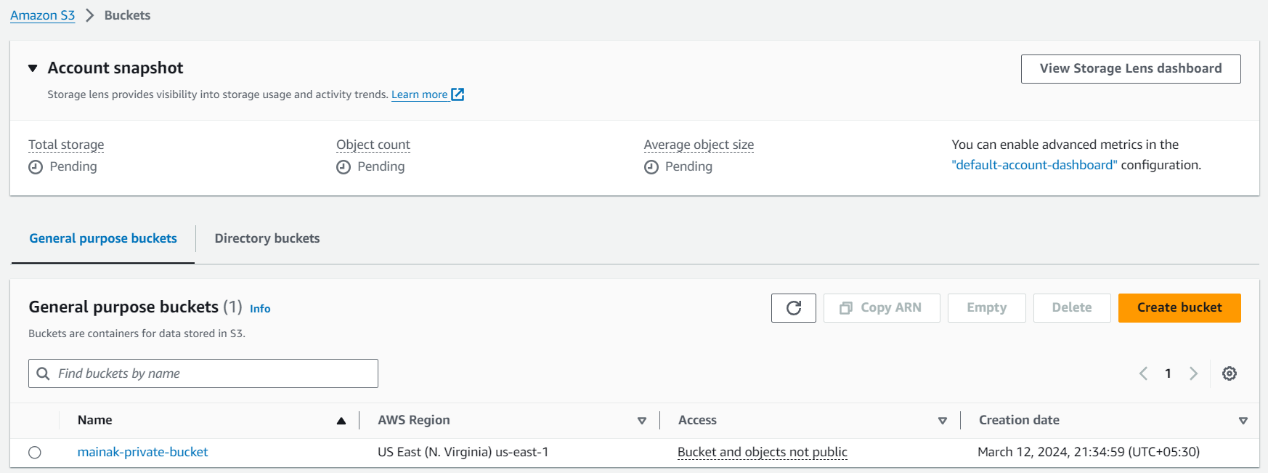 Amazon S3 > Buckets
Account snapshot
View Storage Lens dashboard
Storage lens provides visibility into storage usage and activity trends. Learn more
Total storage
Object count
Average object size
You can enable advanced metrics in the
Pending
Pending
Pending
"default-account-dashboard" configuration.
General purpose buckets
Directory buckets
General purpose buckets (1) Info
Copy ARN
Empty
Delete
Create bucket
Buckets are containers for data stored in S3.
Find buckets by name
1
Name
AWS Region
Access
Creation date
mainak-private-bucket
US East (N. Virginia) us-east-1
Bucket and objects not public
March 12, 2024, 21:34:59 (UTC+05:30)